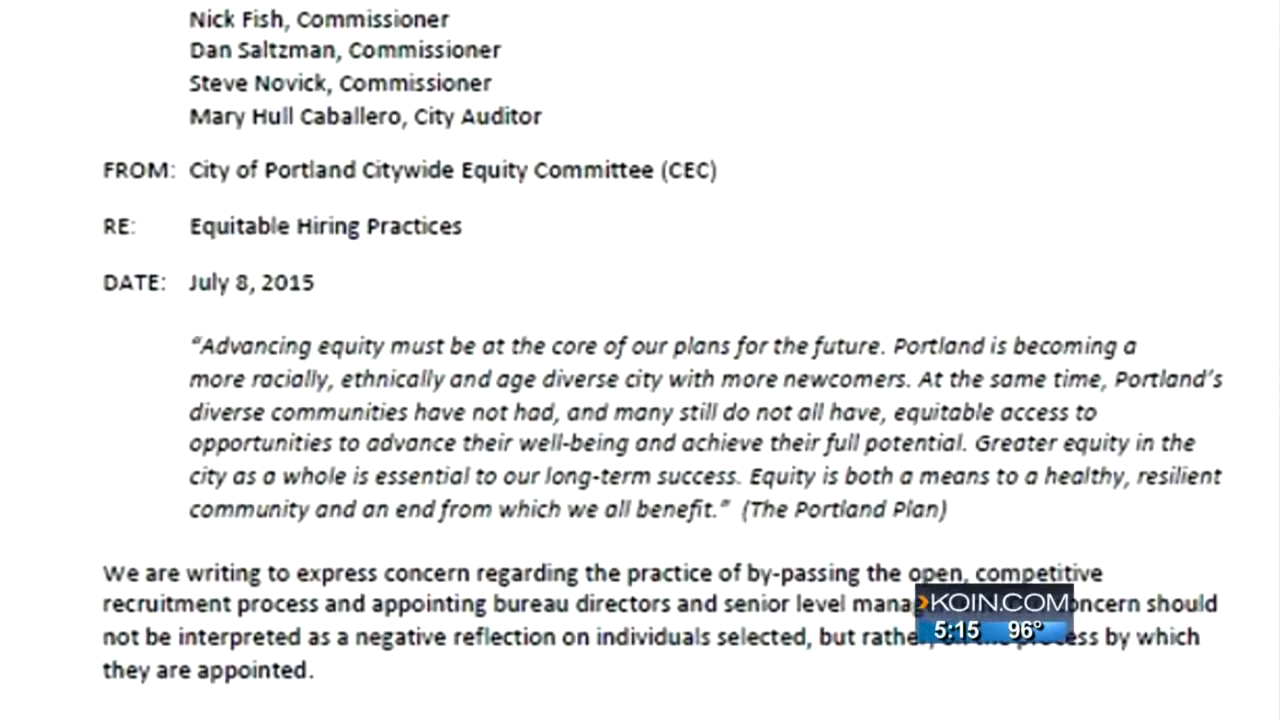 Nick Fish, Commissioner
Dan Saltzman, Commissioner
Steve Novick, Commissioner
Mary Hull Caballero, City Auditor
FROM: City of Portland Citywide Equity Committee (CEC)
RE: Equitable Hiring Practices
DATE: July 8, 2015
"Advancing equity must be at the core of our plans for the future. Portland is becoming a
more racially, ethnically and age diverse city with more newcomers. At the same time, Portland's
diverse communities have not had, and many still do not all have, equitable access to
opportunities to advance their well-being and achieve their full potential. Greater equity in the
city as a whole is essential to our long-term success. Equity is both a means to a healthy, resilient
community and an end from which we all benefit." (The Portland Plan)
We are writing to express concern regarding the practice of by-passing the open, competitive
recruitment process and appointing bureau directors and senior level should
not be interpreted as a negative reflection on individuals selected, but by which
they are appointed.
KOIN.COM
5:15 96°